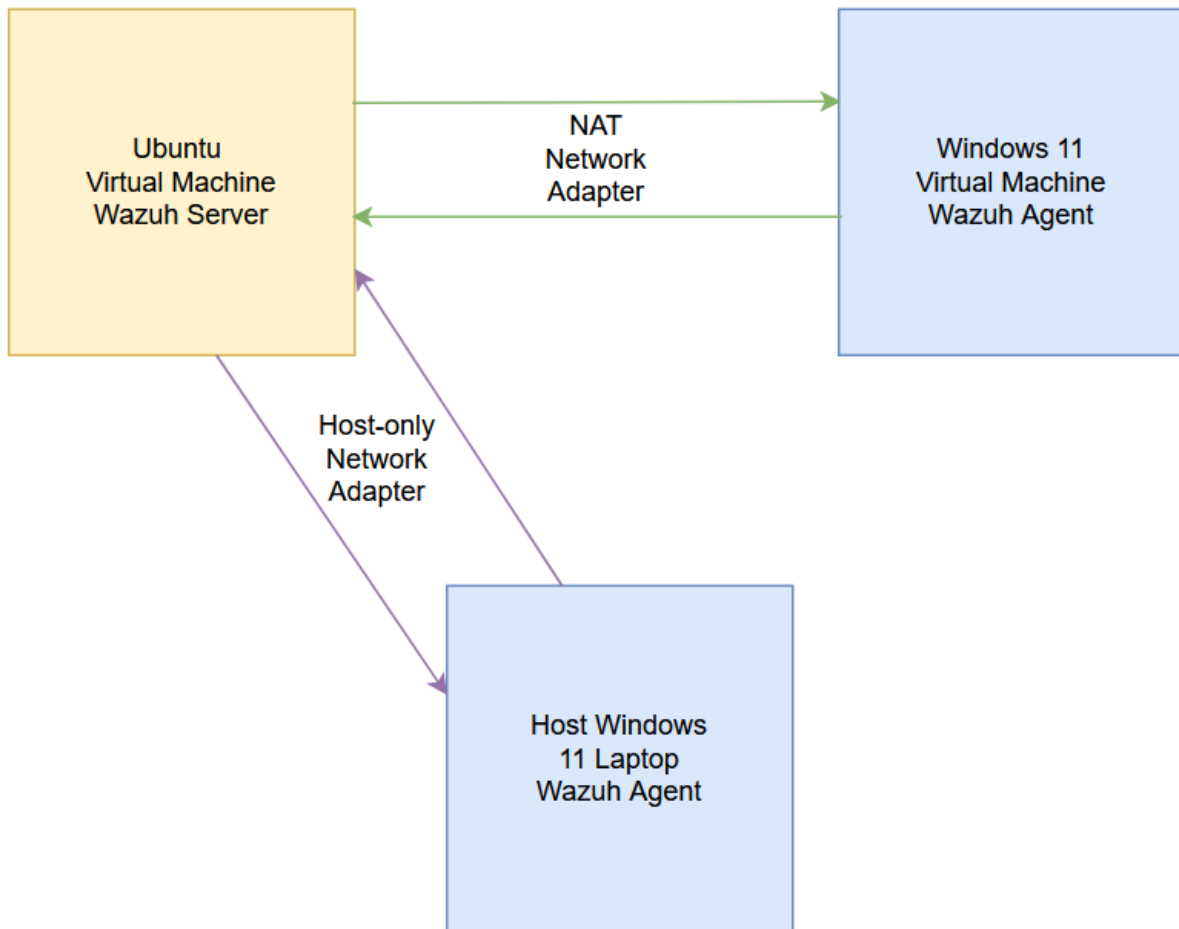 Ubuntu
Virtual Machine
Wazuh Server
NAT
Network
Adapter
Windows 11
Virtual Machine
Wazuh Agent
Host-only
Network
Adapter
Host Windows
11 Laptop
Wazuh Agent